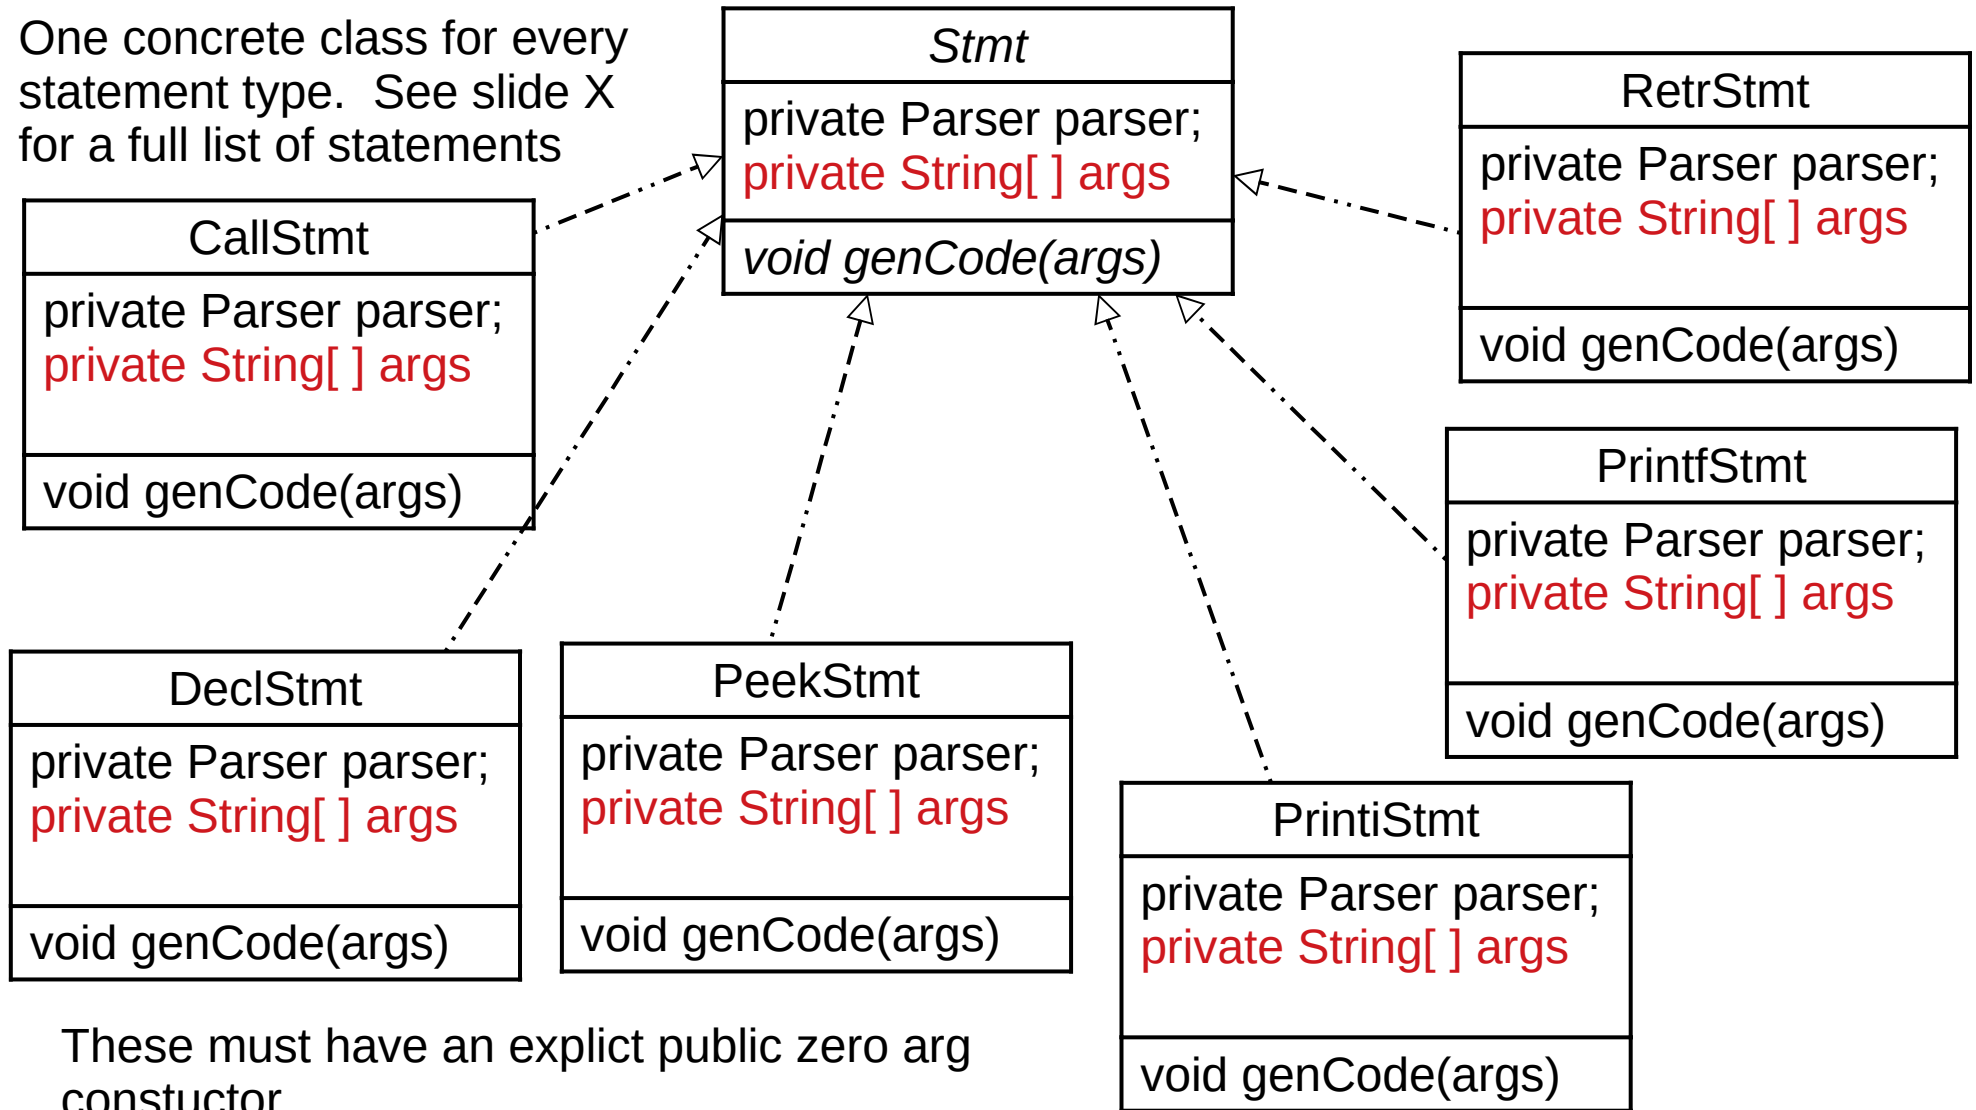 One concrete class for every
statement type.  See slide X
for a full list of statements
Stmt
private Parser parser;
private String[ ] args
void genCode(args)
RetrStmt
private Parser parser;
private String[ ] args
void genCode(args)
CallStmt
private Parser parser;
private String[ ] args
void genCode(args)
PrintfStmt
private Parser parser;
private String[ ] args
void genCode(args)
DeclStmt
private Parser parser;
private String[ ] args
void genCode(args)
PeekStmt
private Parser parser;
private String[ ] args
void genCode(args)
PrintiStmt
private Parser parser;
private String[ ] args
void genCode(args)
These must have an explict public zero arg
constuctor